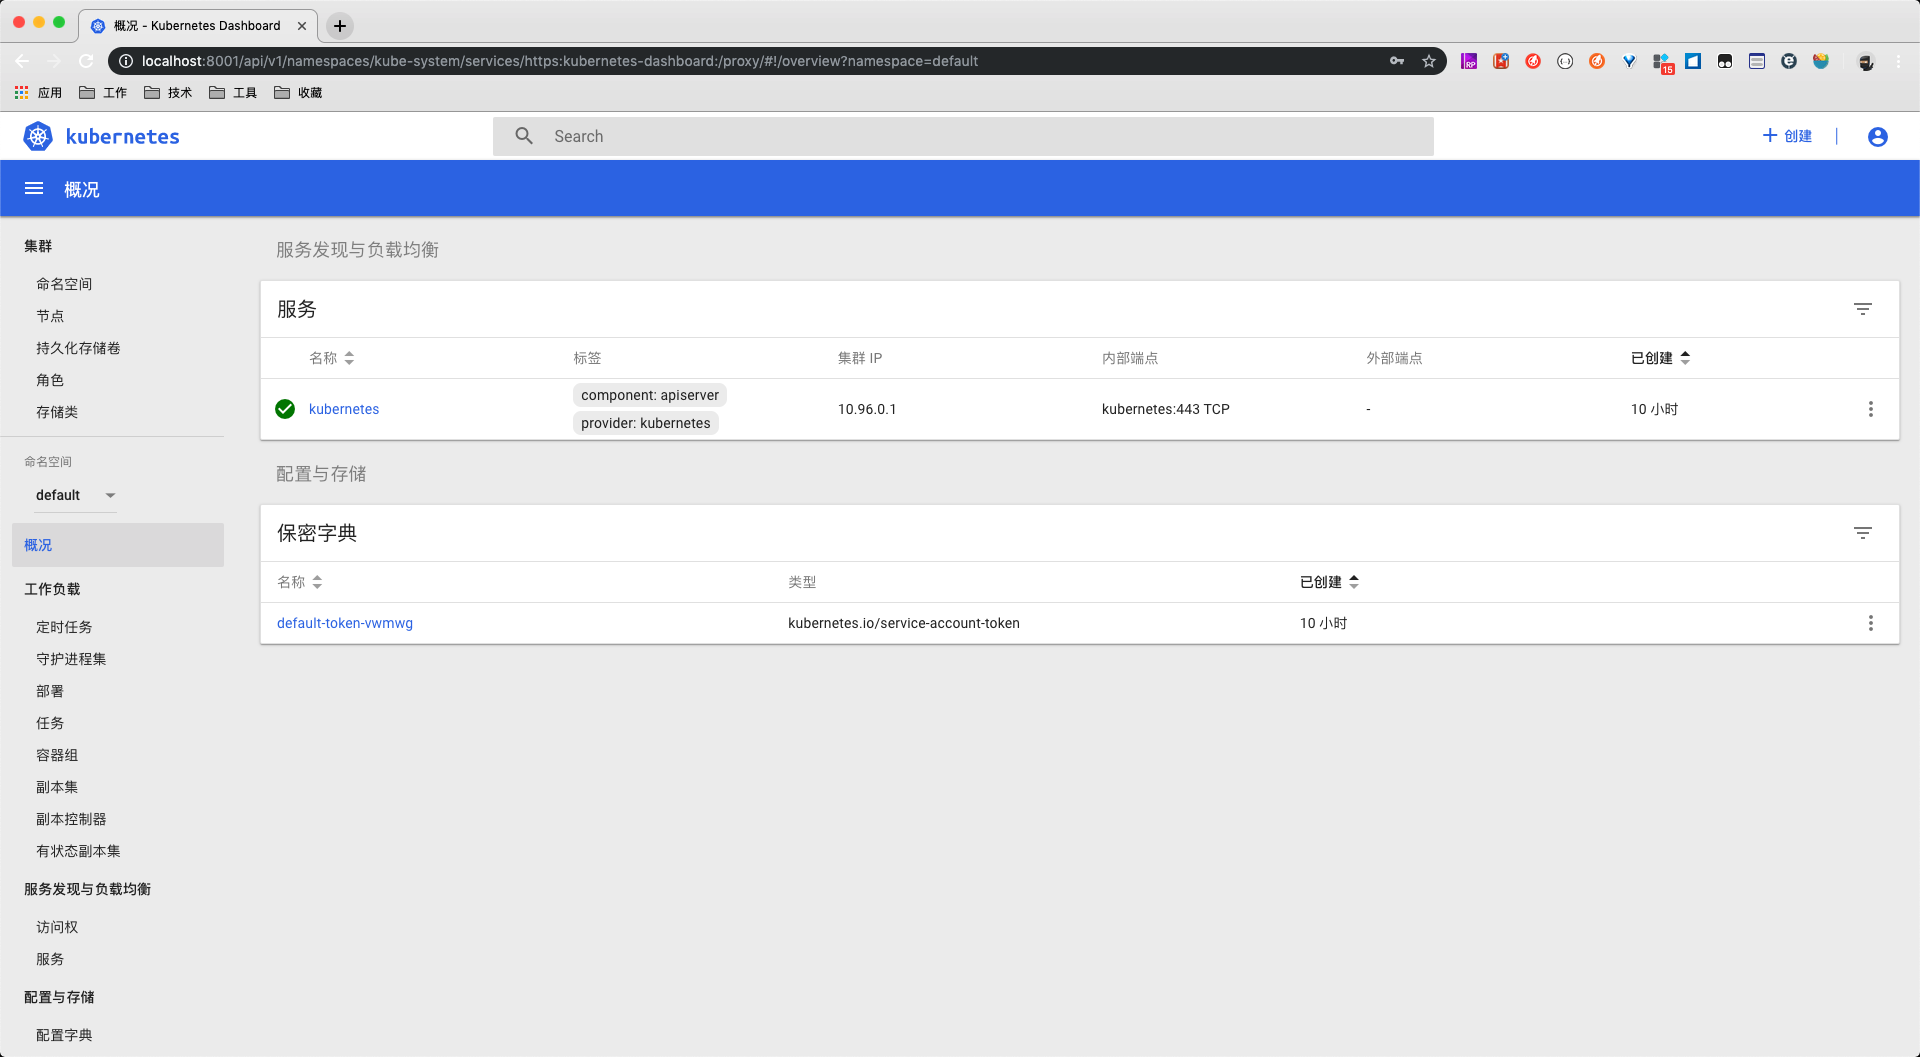 概况 - Kubernetes Dashboard
localhost:8001/api/v1/namespaces/kube-system/services/https:kubernetes-dashboard:/proxy/#!/overview?namespace=default
RP
15
应用
工作
技术
工具
收藏
kubernetes
Search
创建
概况
集群
命名空间
节点
持久化存储卷
角色
存储类
命名空间
default
概况
工作负载
定时任务
守护进程集
部署
任务
容器组
副本集
副本控制器
有状态副本集
服务发现与负载均衡
访问权
服务
配置与存储
配置字典
服务发现与负载均衡
服务
名称 标签 集群 IP 内部端点 外部端点 已创建
kubernetes component: apiserver provider: kubernetes 10.96.0.1 kubernetes:443 TCP - 10 小时
配置与存储
保密字典
名称 类型 已创建
default-token-vwmwg kubernetes.io/service-account-token 10 小时